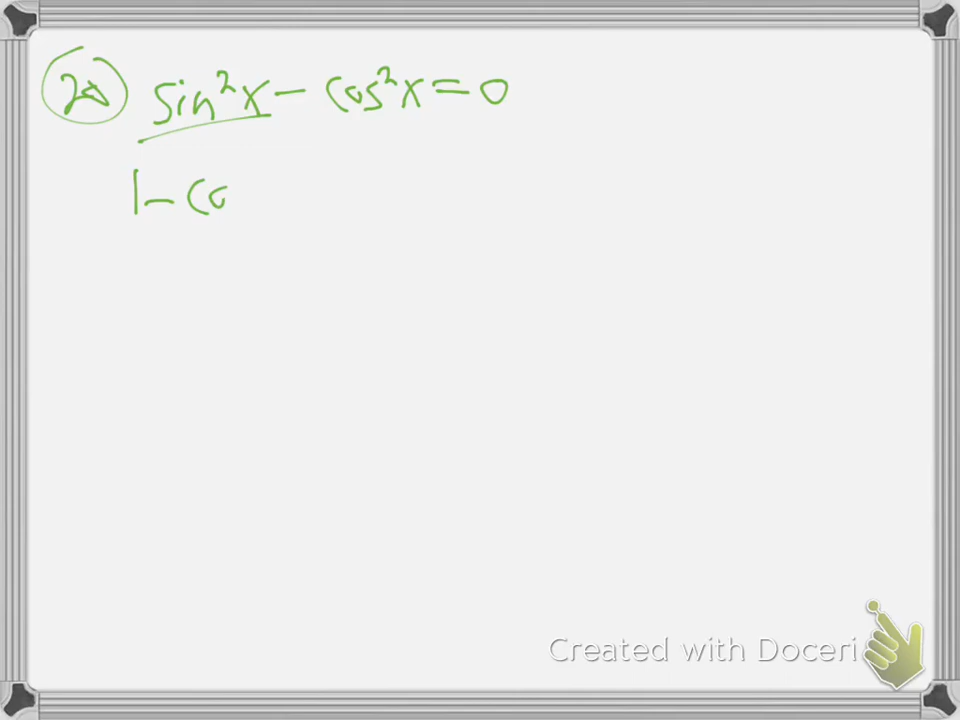 20 sin²x - cos²x = 0
1 - co
Created with Doceri